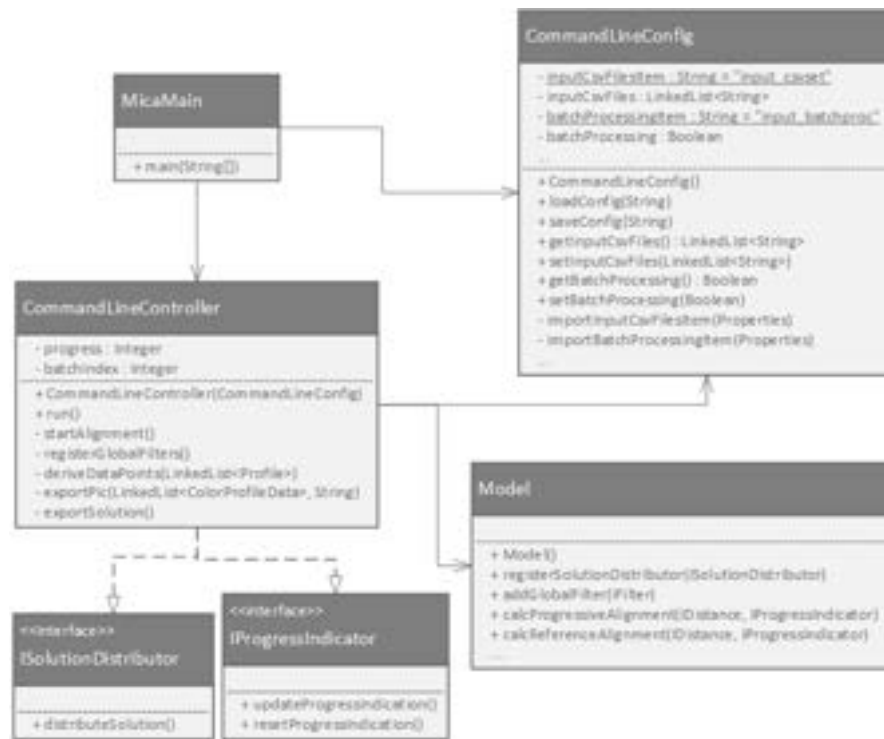 MicaMain
+ main(String[])
CommandLineConfig
- inputCsvFilesItem : String = "input_csvset"
- inputCsvFiles : LinkedList<String>
- batchProcessingItem : String = "input_batchproc"
- batchProcessing : Boolean
...
+ CommandLineConfig()
+ loadConfig(String)
+ saveConfig(String)
+ getInputCsvFiles() : LinkedList<String>
+ setInputCsvFiles(LinkedList<String>)
+ getBatchProcessing() : Boolean
+ setBatchProcessing(Boolean)
- importInputCsvFilesItem(Properties)
- importBatchProcessingItem(Properties)
...
CommandLineController
- progress : Integer
- batchIndex : Integer
+ CommandLineController(CommandLineConfig)
+ run()
- startAlignment()
- registerGlobalFilters()
- deriveDataPoints(LinkedList<Profile>)
- exportPic(LinkedList<ColorProfileData>, String)
- exportSolution()
Model
+ Model()
+ registerSolutionDistributor(ISolutionDistributor)
+ addGlobalFilter(IFilter)
+ calcProgressiveAlignment(IDistance, IProgressIndicator)
+ calcReferenceAlignment(IDistance, IProgressIndicator)
...
<<interface>>
ISolutionDistributor
+ distributeSolution()
<<interface>>
IProgressIndicator
+ updateProgressIndication()
+ resetProgressIndication()